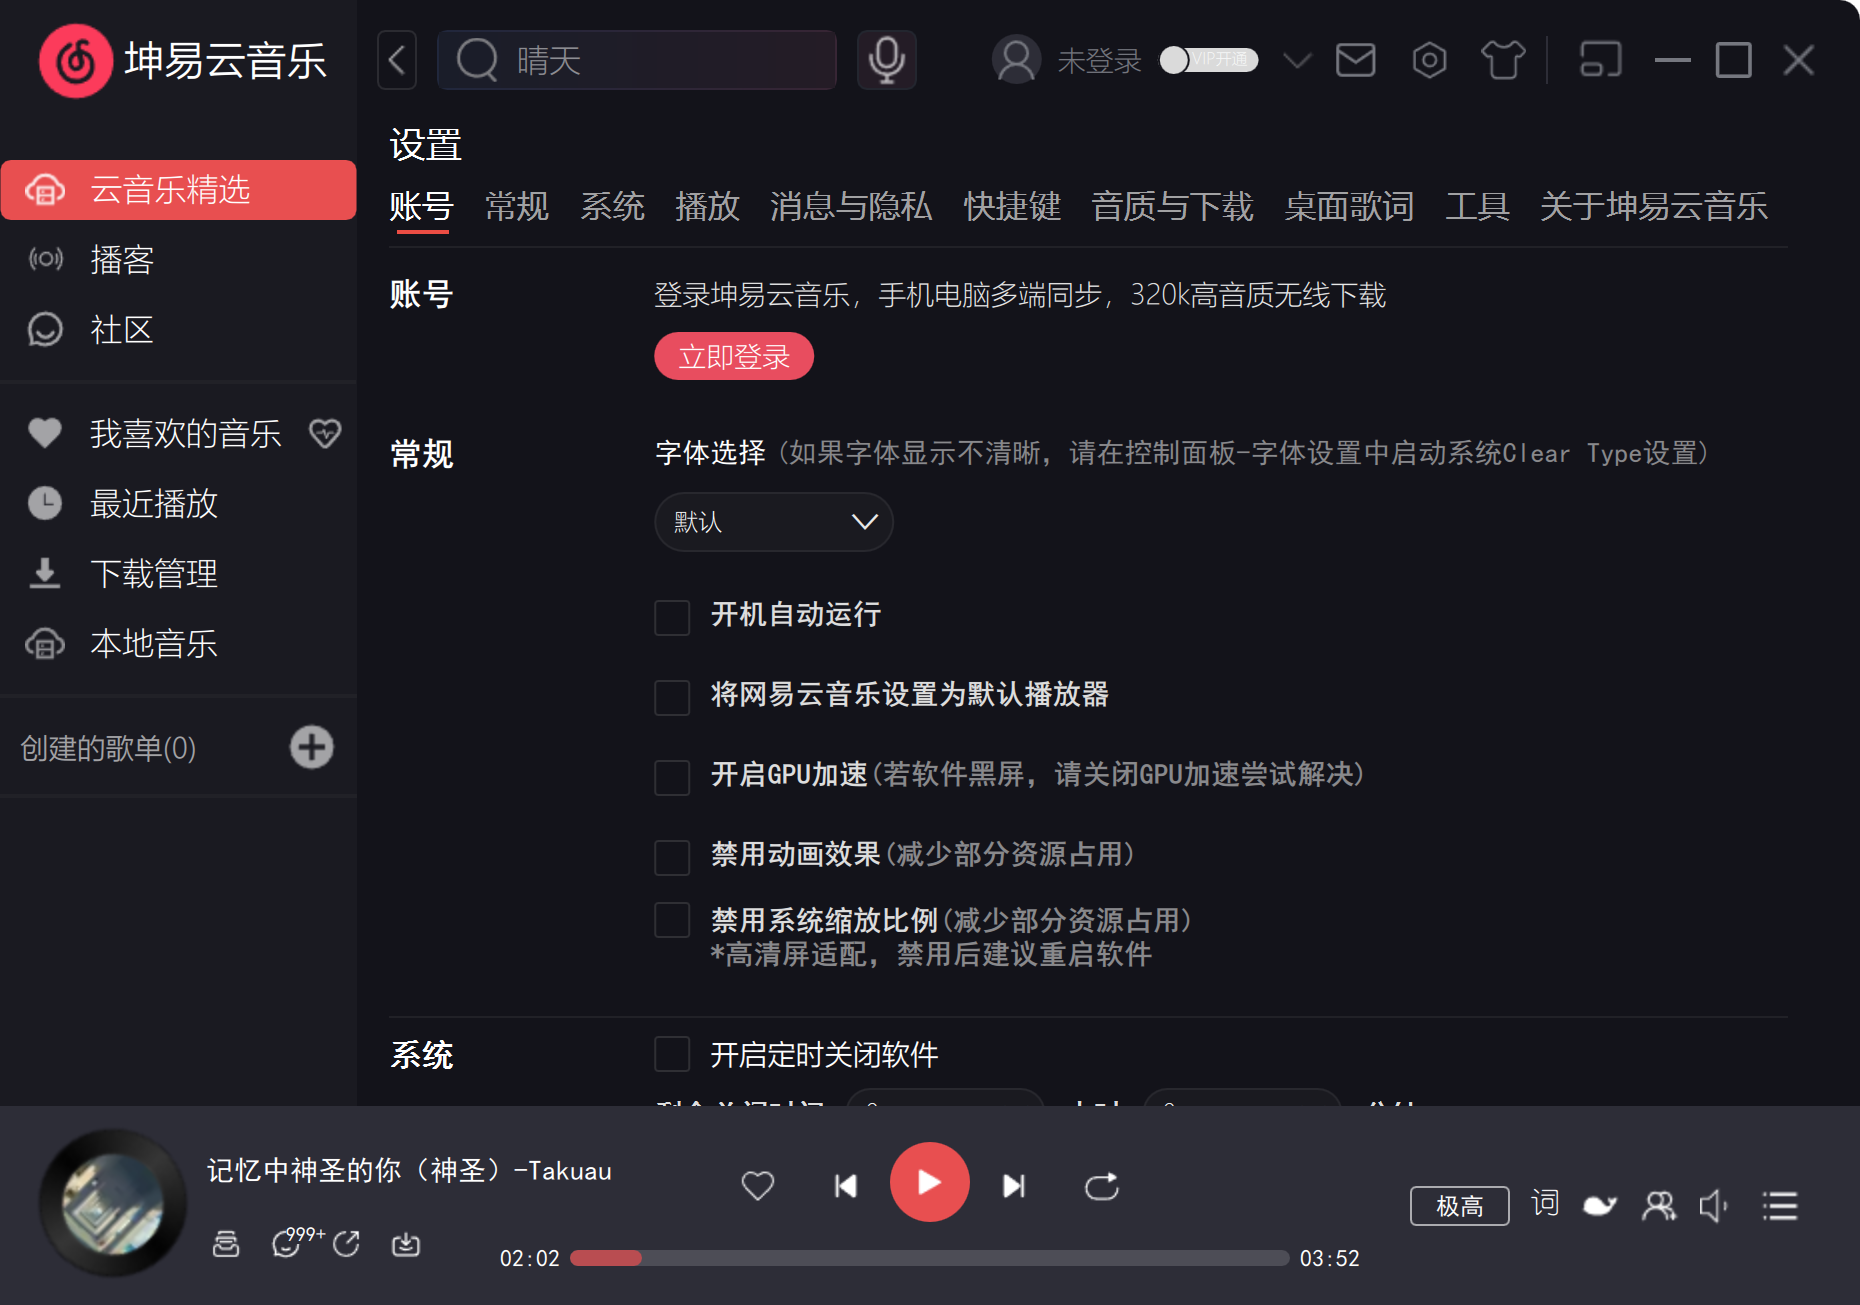 坤易云音乐
晴天
未登录
VIP开通
设置
账号 常规 系统 播放 消息与隐私 快捷键 音质与下载 桌面歌词 工具 关于坤易云音乐
云音乐精选
播客
社区
我喜欢的音乐
最近播放
下载管理
本地音乐
创建的歌单(0)
账号
登录坤易云音乐，手机电脑多端同步，320k高音质无线下载
立即登录
常规
字体选择（如果字体显示不清晰，请在控制面板-字体设置中启动系统Clear Type设置）
默认
开机自动运行
将网易云音乐设置为默认播放器
开启GPU加速(若软件黑屏，请关闭GPU加速尝试解决)
禁用动画效果(减少部分资源占用)
禁用系统缩放比例(减少部分资源占用)
*高清屏适配，禁用后建议重启软件
系统
开启定时关闭软件
记忆中神圣的你（神圣）-Takuau
999+
02:02
03:52
极高
词